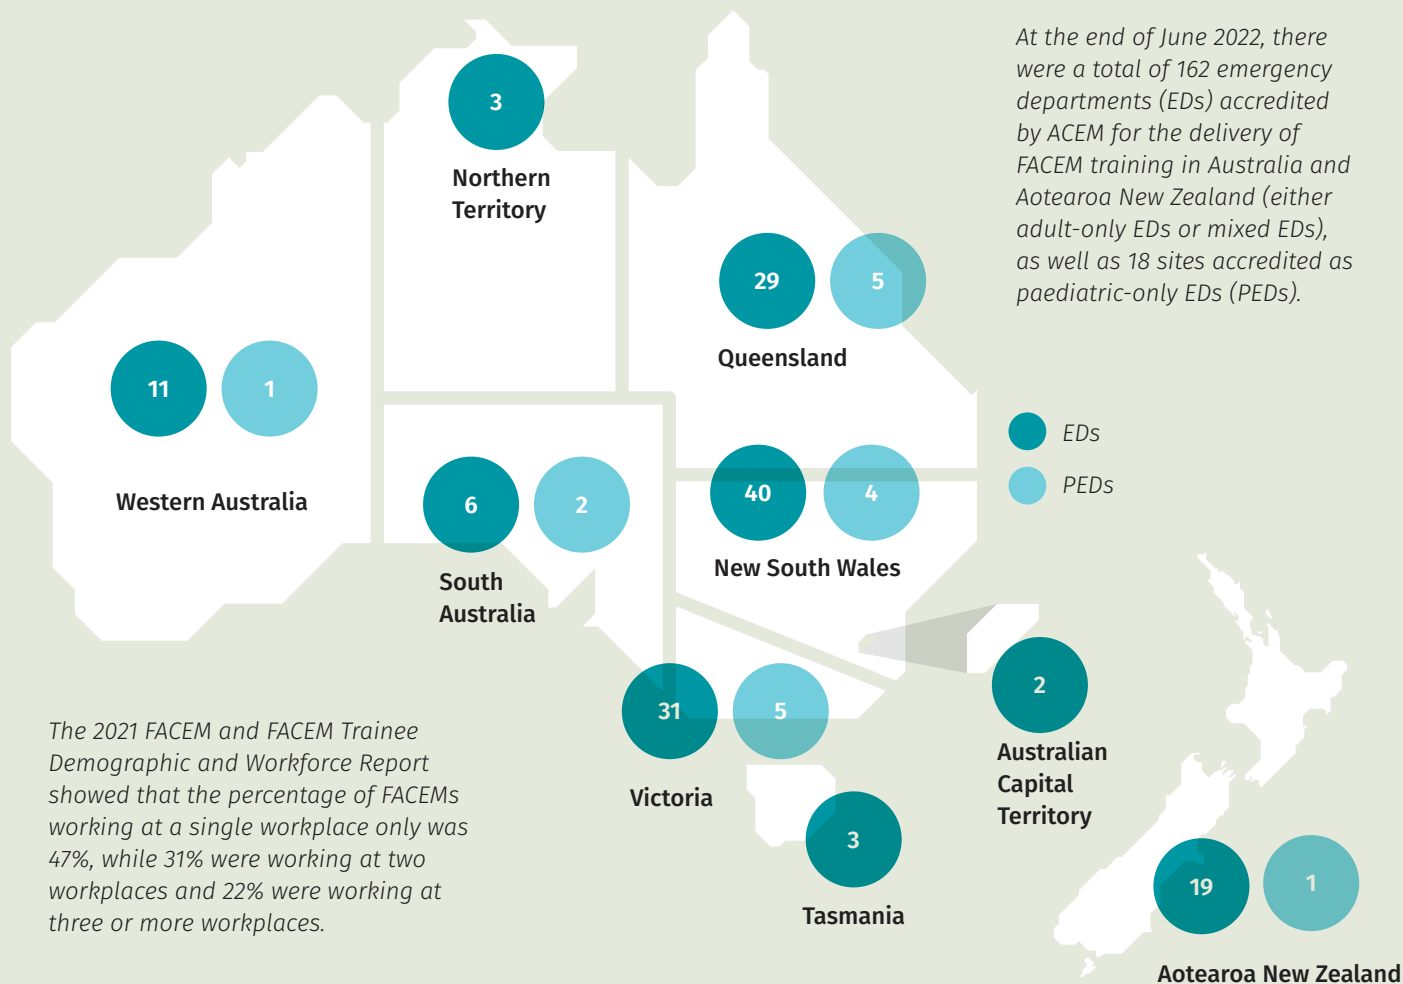 At the end of June 2022, there
were a total of 162 emergency
departments (EDs) accredited
by ACEM for the delivery of
FACEM training in Australia and
Aotearoa New Zealand (either
adult-only EDs or mixed EDs),
as well as 18 sites accredited as
paediatric-only EDs (PEDs).
3
Northern
Territory
29 5
Queensland
11 1
Western Australia
EDs
PEDs
6 2
South
Australia
40 4
New South Wales
2
Australian
Capital
Territory
31 5
Victoria
3
Tasmania
19 1
Aotearoa New Zealand
The 2021 FACEM and FACEM Trainee
Demographic and Workforce Report
showed that the percentage of FACEMs
working at a single workplace only was
47%, while 31% were working at two
workplaces and 22% were working at
three or more workplaces.